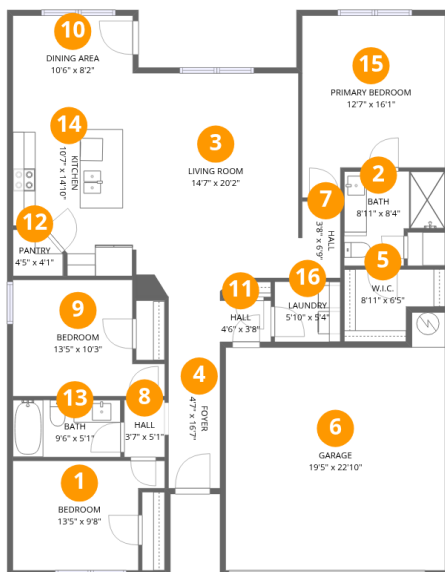 10
DINING AREA
10'6" x 8'2"
15
PRIMARY BEDROOM
12'7" x 16'1"
14
KITCHEN
10'7" x 14'10"
3
LIVING ROOM
14'7" x 20'2"
2
BATH
8'11" x 8'4"
7
HALL
3'8" x 6'9"
12
PANTRY
4'5" x 4'1"
5
W.I.C.
8'11" x 6'5"
11
HALL
4'6" x 3'8"
16
LAUNDRY
5'10" x 5'4"
9
BEDROOM
13'5" x 10'3"
4
FOYER
4'7" x 16'7"
13
BATH
9'6" x 5'1"
8
HALL
3'7" x 5'1"
6
GARAGE
19'5" x 22'10"
1
BEDROOM
13'5" x 9'8"